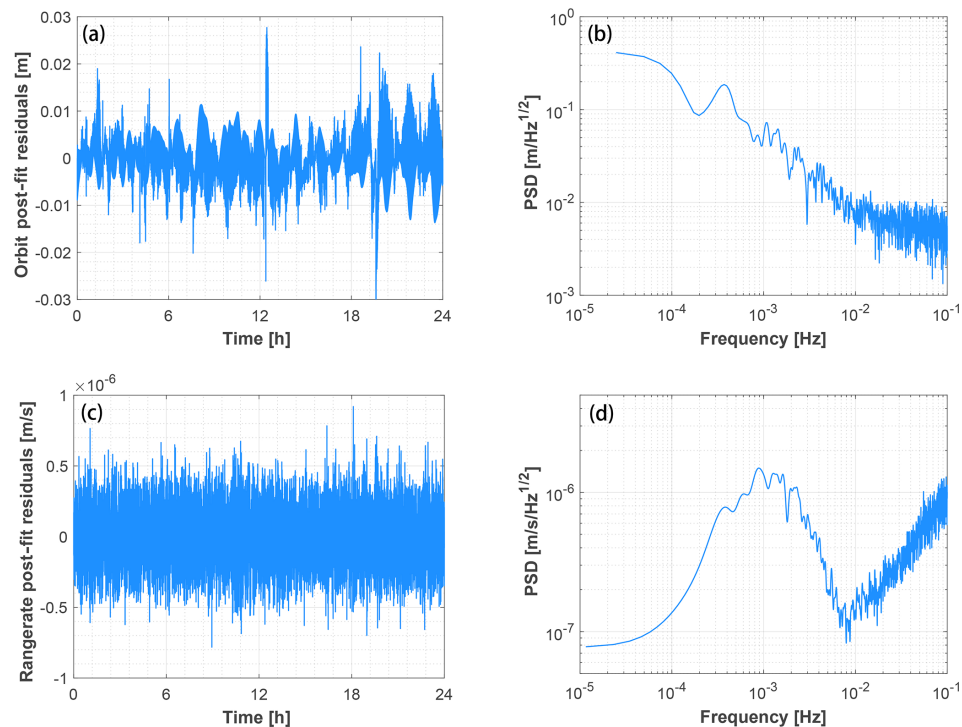 (a)
Orbit post-fit residuals [m]
0.03
0.02
0.01
0
-0.01
-0.02
-0.03
0 6 12 18 24
Time [h]
(b)
PSD [m/Hz^{1/2}]
10^0
10^{-1}
10^{-2}
10^{-3}
10^{-5} 10^{-4} 10^{-3} 10^{-2} 10^{-1}
Frequency [Hz]
×10^{-6}
(c)
Rangerate post-fit residuals [m/s]
1
0.5
0
-0.5
-1
0 6 12 18 24
Time [h]
(d)
PSD [m/s/Hz^{1/2}]
10^{-6}
10^{-7}
10^{-5} 10^{-4} 10^{-3} 10^{-2} 10^{-1}
Frequency [Hz]